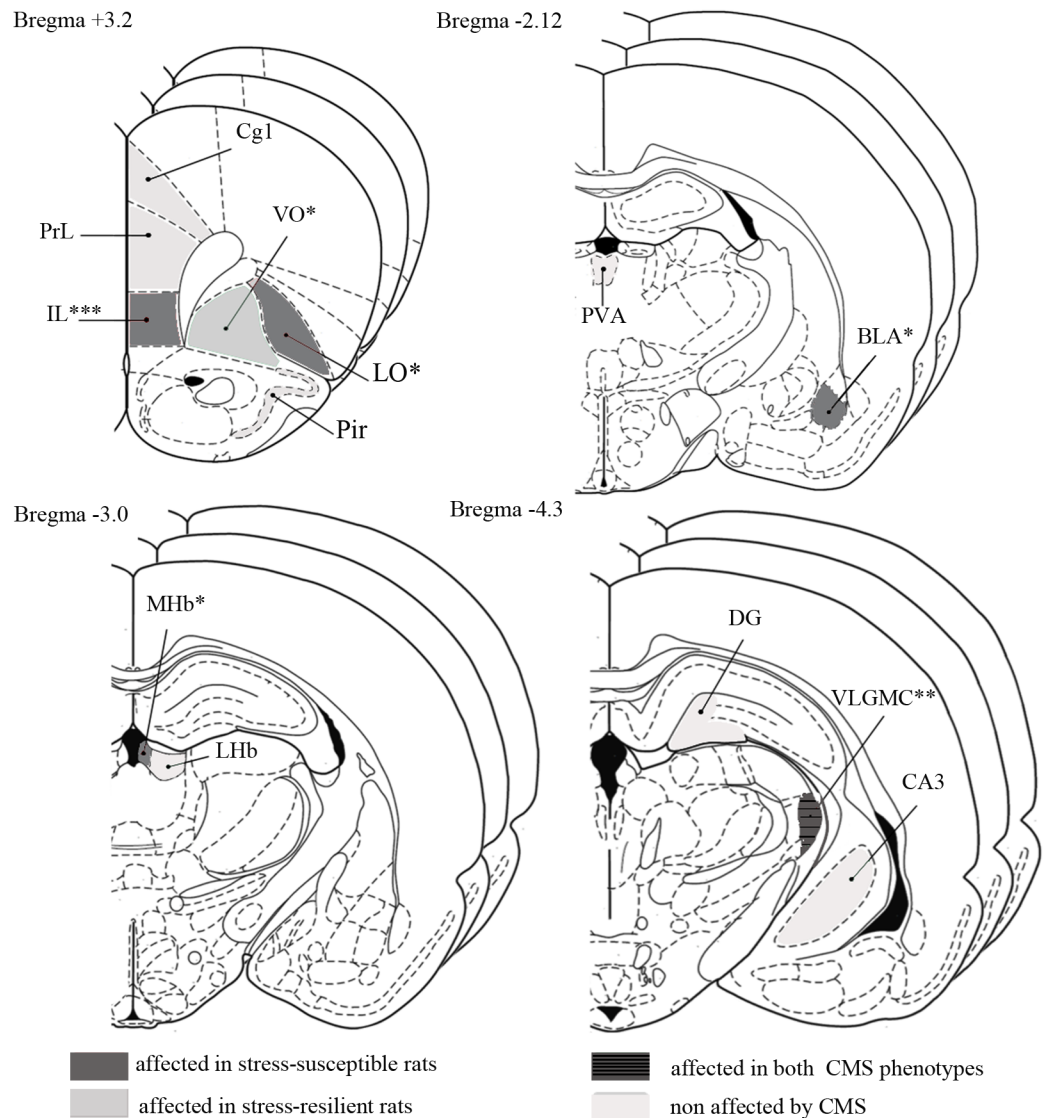 Bregma +3.2
Bregma -2.12
Cg1
VO*
PrL
IL***
LO*
Pir
PVA
BLA*
Bregma -3.0
Bregma -4.3
MHb*
LHb
DG
VLGMC**
CA3
affected in stress-susceptible rats
affected in stress-resilient rats
affected in both CMS phenotypes
non affected by CMS